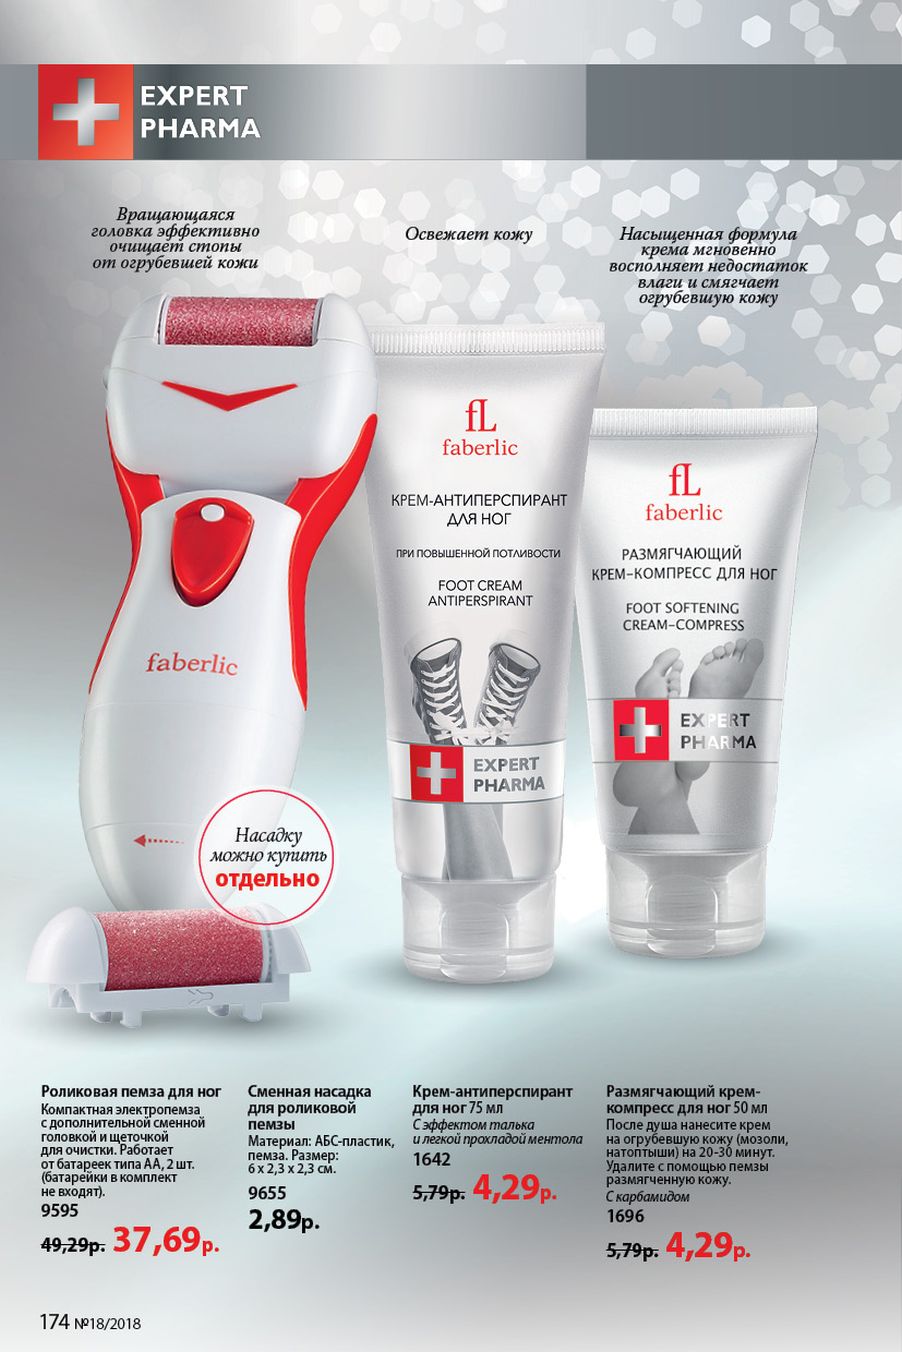 EXPERT
PHARMA
Вращающаяся
головка эффективно
очищает стопы
от огрубевшей кожи
Освежает кожу
Насыщенная формула
крема мгновенно
восполняет недостаток
влаги и смягчает
огрубевшую кожу
faberlic
fL
faberlic
КРЕМ-АНТИПЕРСПИРАНТ
ДЛЯ НОГ
ПРИ ПОВЫШЕННОЙ ПОТЛИВОСТИ
FOOT CREAM
ANTIPERSPIRANT
EXPERT
PHARMA
fL
faberlic
РАЗМЯГЧАЮЩИЙ
КРЕМ-КОМПРЕСС ДЛЯ НОГ
FOOT SOFTENING
CREAM-COMPRESS
EXPERT
PHARMA
Насадку
можно купить
отдельно
Роликовая пемза для ног
Компактная электропемза
с дополнительной сменной
головкой и щеточкой
для очистки. Работает
от батареек типа АА, 2 шт.
(батарейки в комплект
не входят).
9595
49,29р. 37,69р.
Сменная насадка
для роликовой
пемзы
Материал: АБС-пластик,
пемза. Размер:
6 x 2,3 x 2,3 см.
9655
2,89р.
Крем-антиперспирант
для ног 75 мл
С эффектом талька
и легкой прохладой ментола
1642
5,79р. 4,29р.
Размягчающий крем-
компресс для ног 50 мл
После душа нанесите крем
на огрубевшую кожу (мозоли,
натоптыши) на 20-30 минут.
Удалите с помощью пемзы
размягченную кожу.
С карбамидом
1696
5,79р. 4,29р.
174 №18/2018